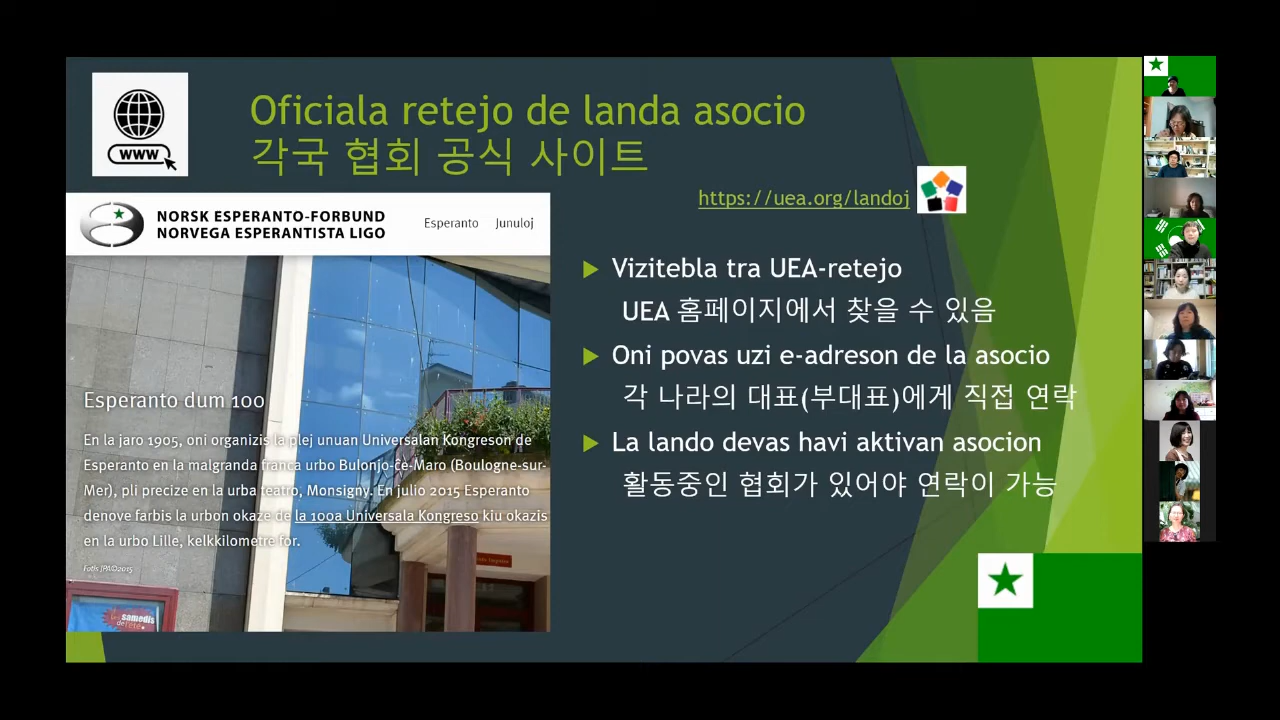 www
Oficiala retejo de landa asocio
각국 협회 공식 사이트
https://uea.org/landoj
NORSK ESPERANTO-FORBUND
NORVEGA ESPERANTISTA LIGO
Esperanto Junuloj
Esperanto dum 100
En la jaro 1905, oni organizis la plej unuan Universalan Kongreson de
Esperanto en la malgranda franca urbo Bulonjo-ĉe-Maro (Boulogne-sur-
Mer), pli precize en la urba teatro, Monsigny. En julio 2015 Esperanto
denove farbis la urbon okaze de la 100a Universala Kongreso kiu okazis
en la urbo Lille, kelkkilometre for.
samedis
Vizitebla tra UEA-retejo
UEA 홈페이지에서 찾을 수 있음
Oni povas uzi e-adreson de la asocio
각 나라의 대표(부대표)에게 직접 연락
La lando devas havi aktivan asocion
활동중인 협회가 있어야 연락이 가능